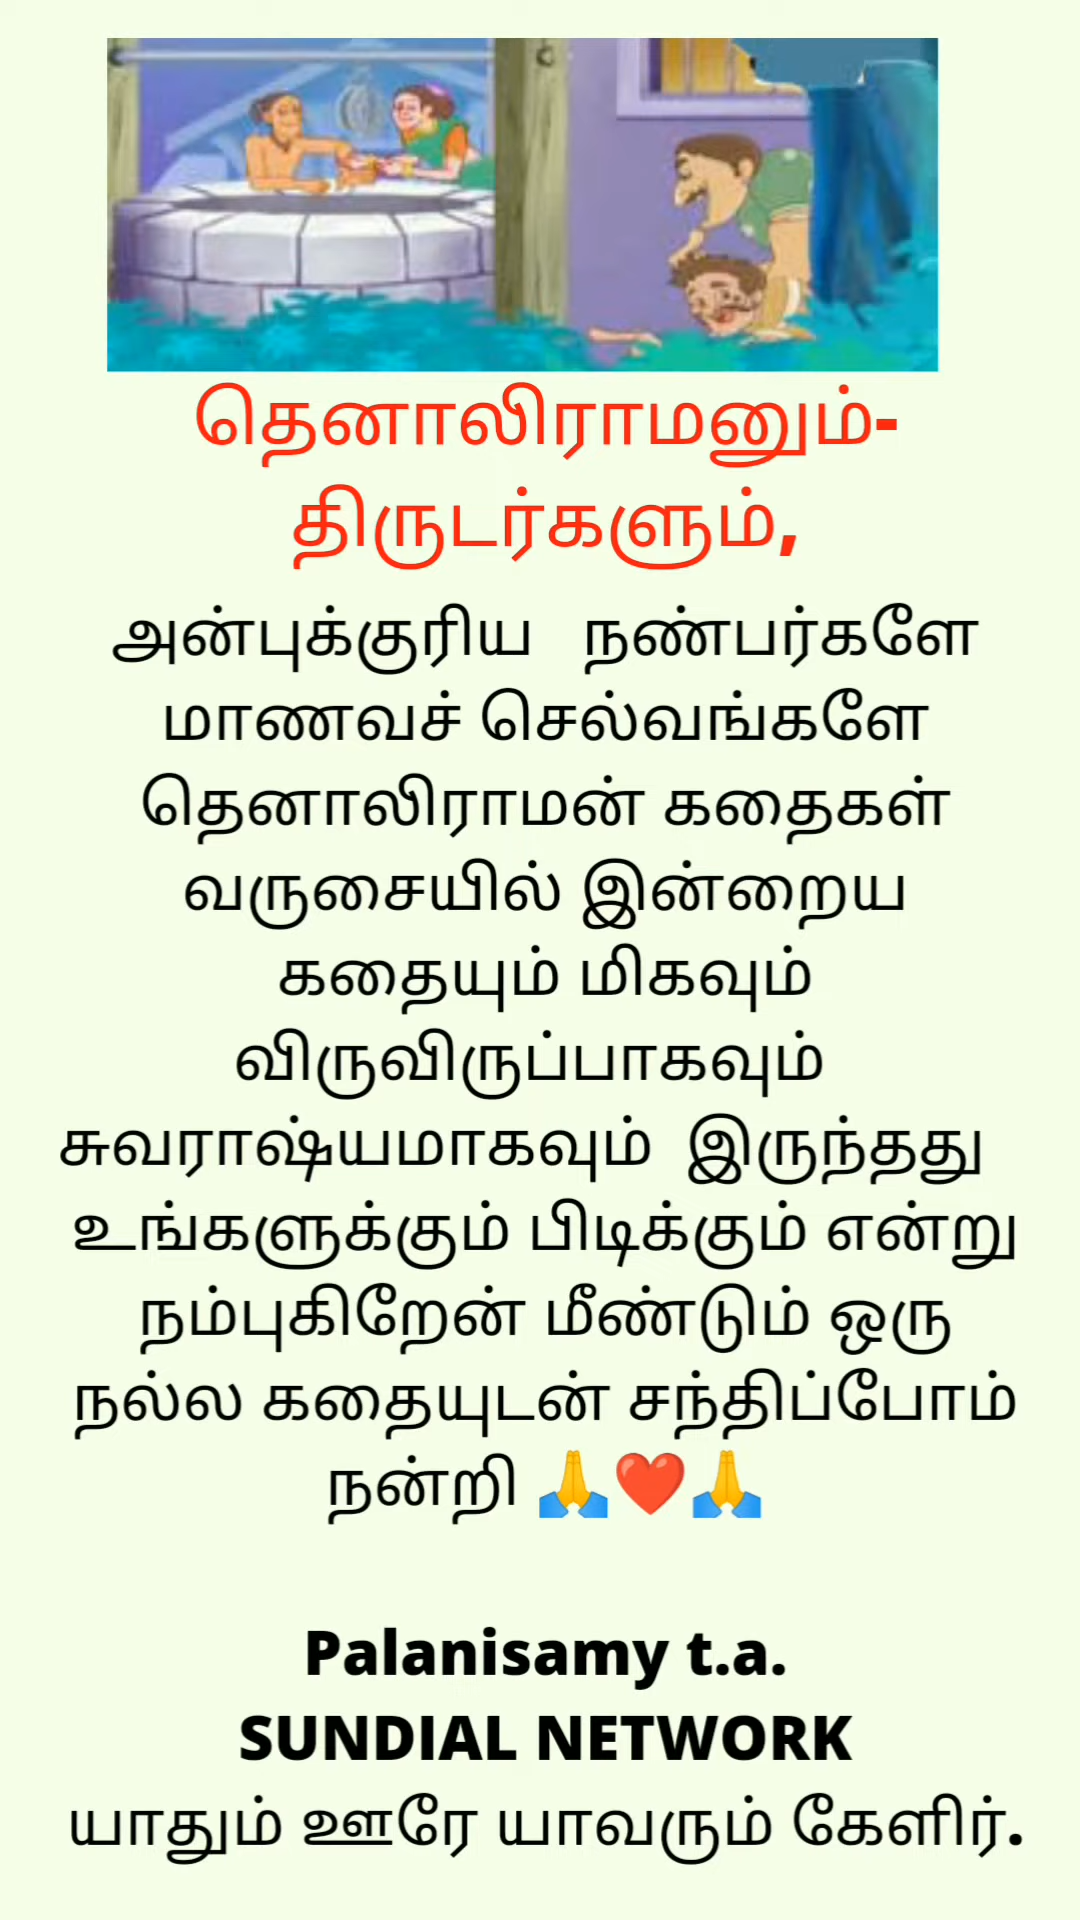 தெனாலிராமனும்-
திருடர்களும்,
அன்புக்குரிய நண்பர்களே
மாணவச் செல்வங்களே
தெனாலிராமன் கதைகள்
வருசையில் இன்றைய
கதையும் மிகவும்
விருவிருப்பாகவும்
சுவராஷ்யமாகவும் இருந்தது
உங்களுக்கும் பிடிக்கும் என்று
நம்புகிறேன் மீண்டும் ஒரு
நல்ல கதையுடன் சந்திப்போம்
நன்றி 🙏❤️🙏
Palanisamy t.a.
SUNDIAL NETWORK
யாதும் ஊரே யாவரும் கேளிர்.